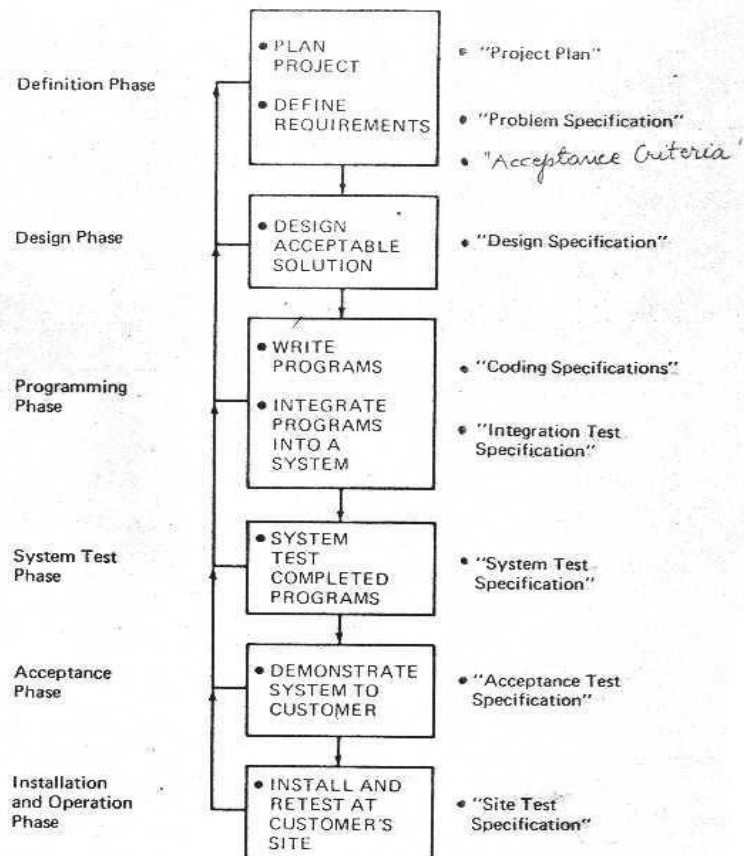 Definition Phase
• PLAN
PROJECT
• DEFINE
REQUIREMENTS
• "Project Plan"
• "Problem Specification"
• "Acceptance Criteria"
Design Phase
• DESIGN
ACCEPTABLE
SOLUTION
• "Design Specification"
Programming
Phase
• WRITE
PROGRAMS
• INTEGRATE
PROGRAMS
INTO A
SYSTEM
• "Coding Specifications"
• "Integration Test
Specification"
System Test
Phase
• SYSTEM
TEST
COMPLETED
PROGRAMS
• "System Test
Specification"
Acceptance
Phase
• DEMONSTRATE
SYSTEM TO
CUSTOMER
• "Acceptance Test
Specification"
Installation
and Operation
Phase
• INSTALL AND
RETEST AT
CUSTOMER'S
SITE
• "Site Test
Specification"